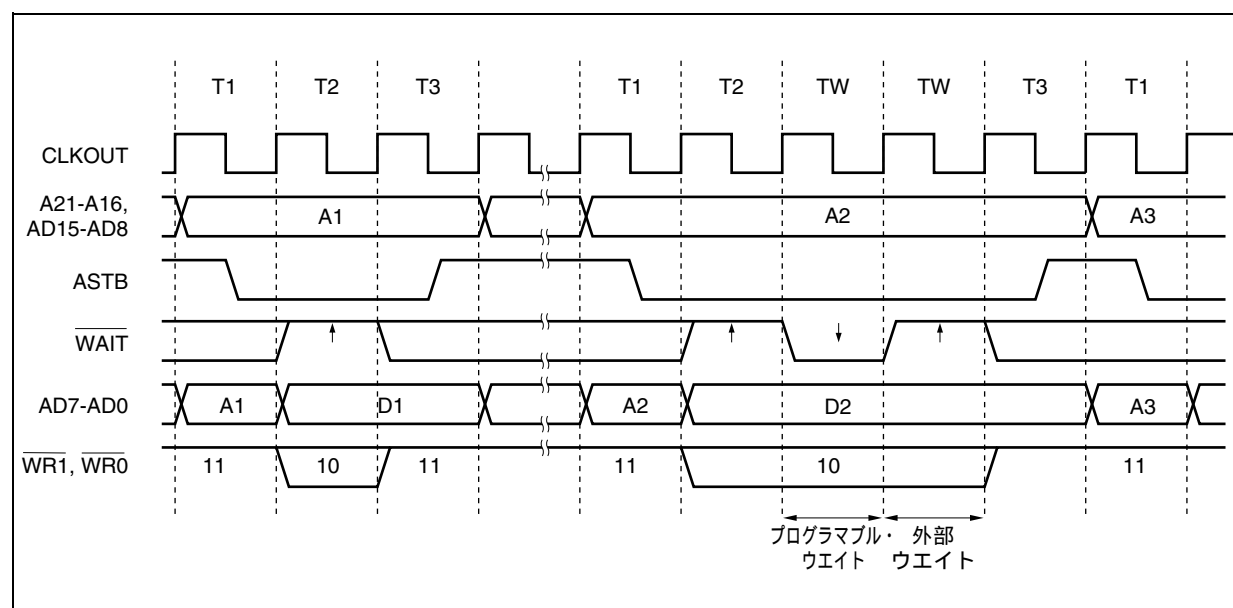 T1 T2 T3 T1 T2 TW TW T3 T1
CLKOUT
A21-A16,
AD15-AD8
A1 A2 A3
ASTB
WAIT
AD7-AD0
A1 D1 A2 D2 A3
WR1, WR0
11 10 11 11 10 11
プログラマブル・
ウエイト
外部
ウエイト